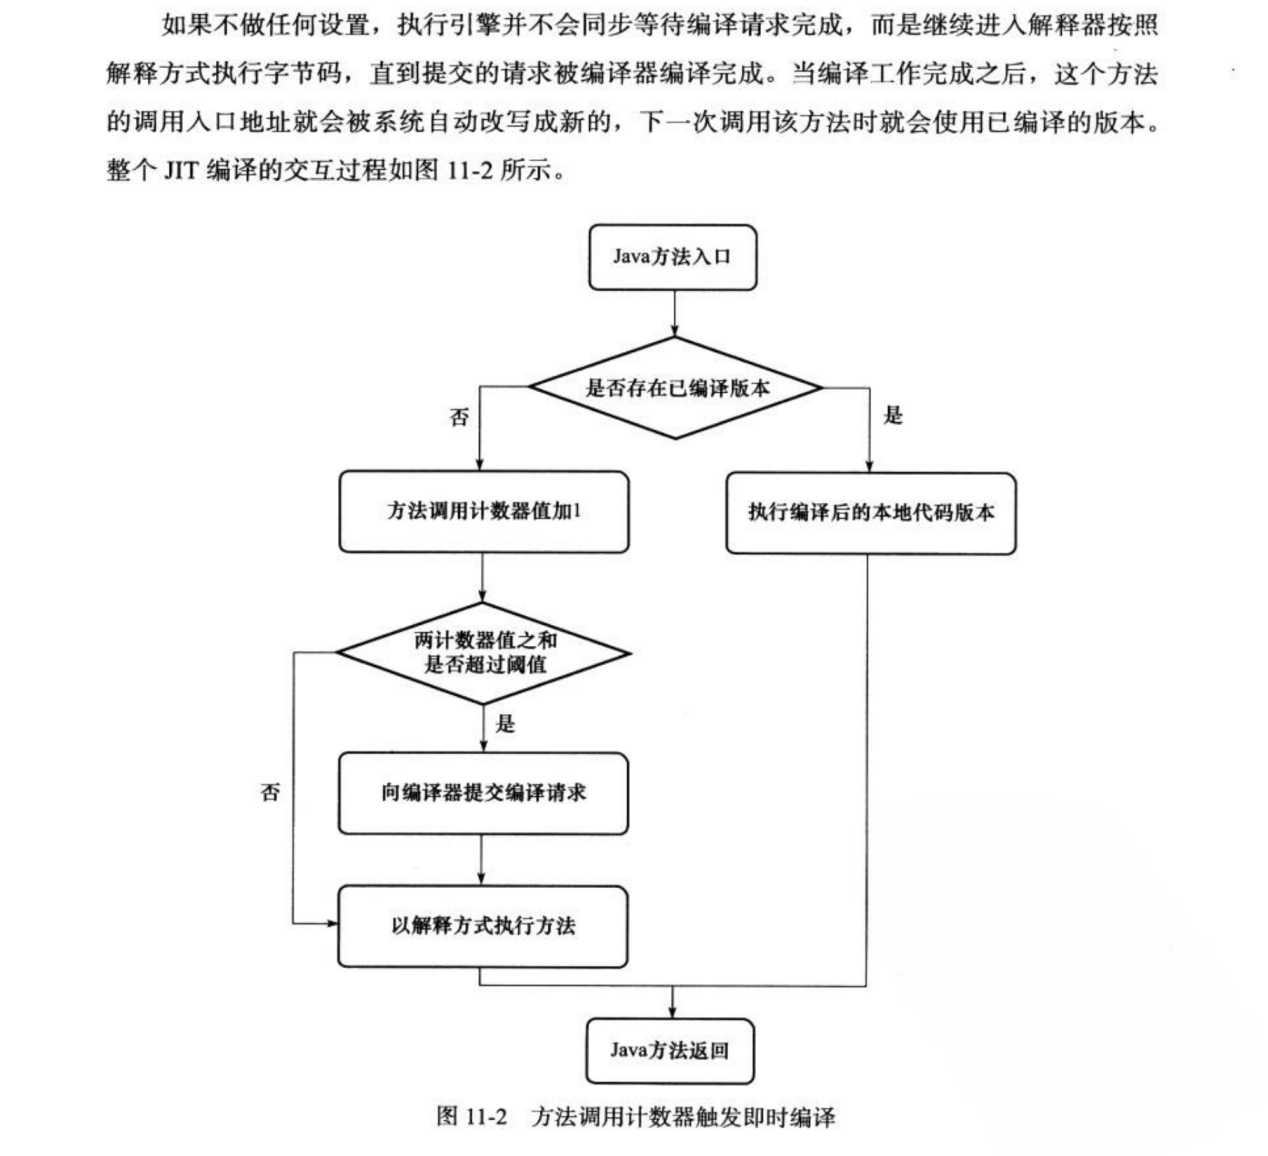 如果不做任何设置，执行引擎并不会同步等待编译请求完成，而是继续进入解释器按照
解释方式执行字节码，直到提交的请求被编译器编译完成。当编译工作完成之后，这个方法
的调用入口地址就会被系统自动改写成新的，下一次调用该方法时就会使用已编译的版本。
整个 JIT 编译的交互过程如图 11-2 所示。
Java方法入口
是否存在已编译版本
否
是
方法调用计数器值加1
执行编译后的本地代码版本
两计数器值之和
是否超过阈值
是
否
向编译器提交编译请求
以解释方式执行方法
Java方法返回
图 11-2 方法调用计数器触发即时编译